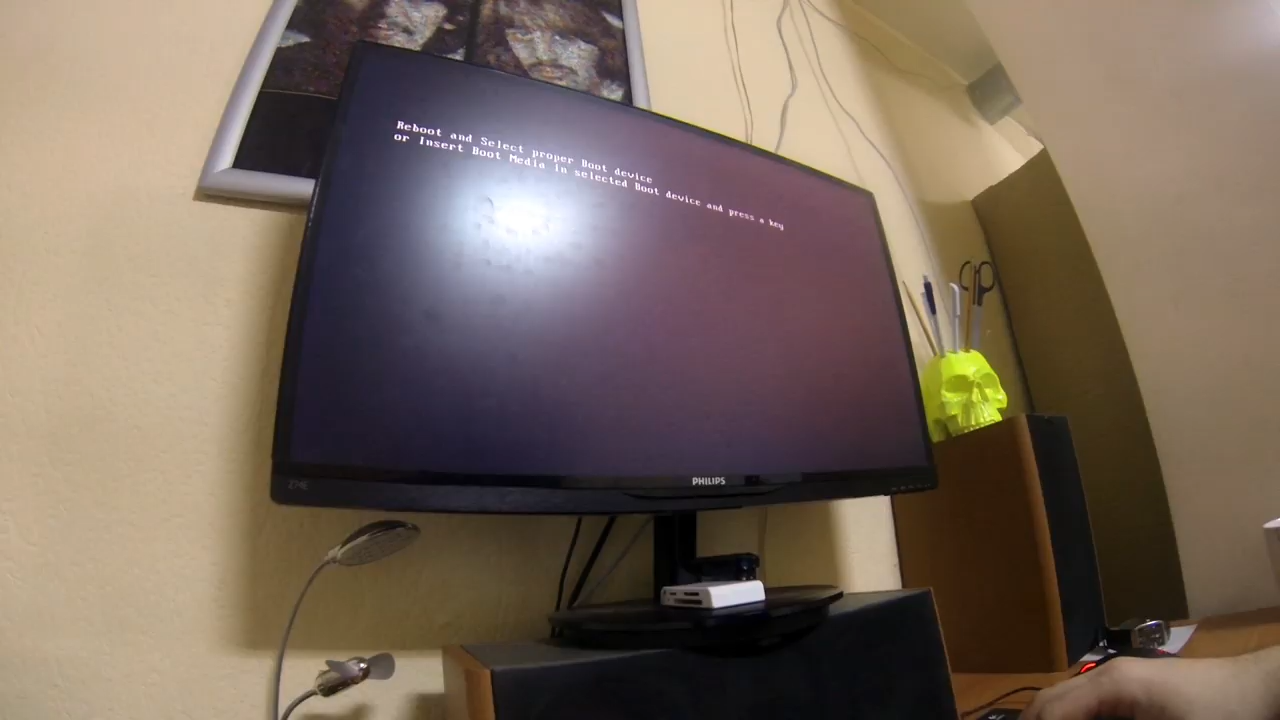 Reboot and Select proper Boot device
or Insert Boot Media in selected Boot device and press a key
PHILIPS